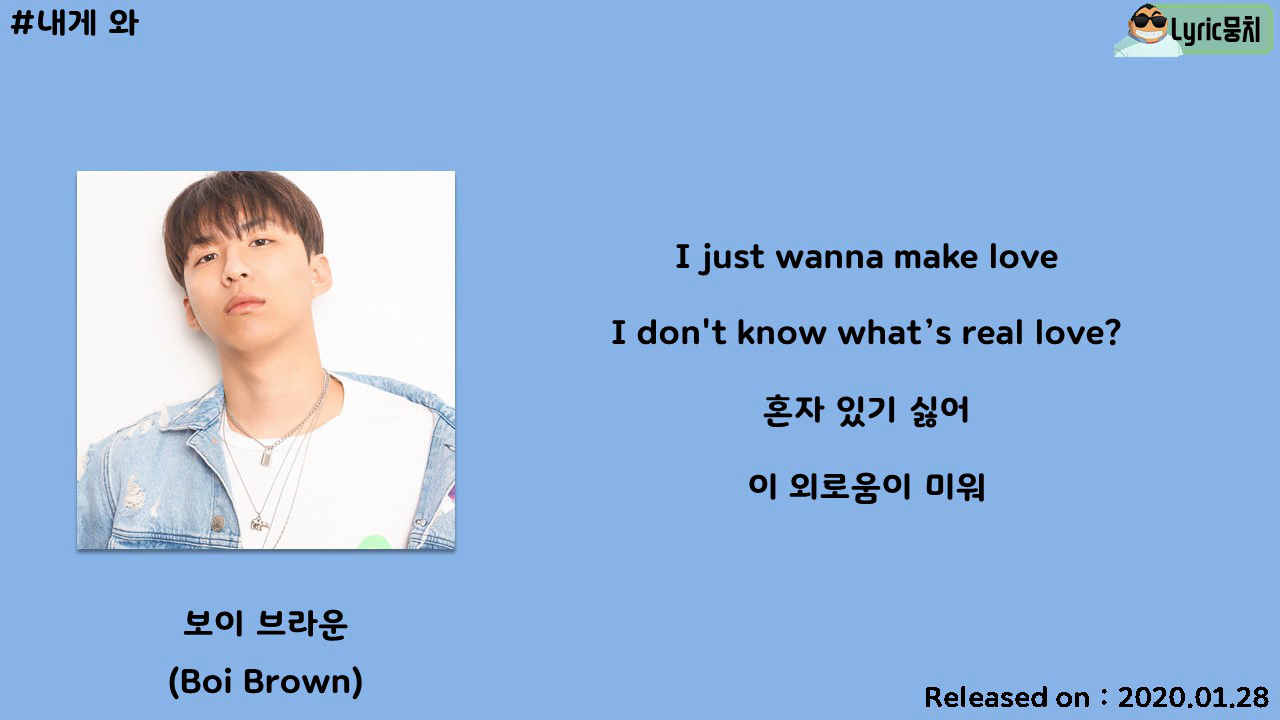 #내게 와
Lyric뭉치
I just wanna make love
I don't know what’s real love?
혼자 있기 싫어
이 외로움이 미워
보이 브라운
(Boi Brown)
Released on : 2020.01.28